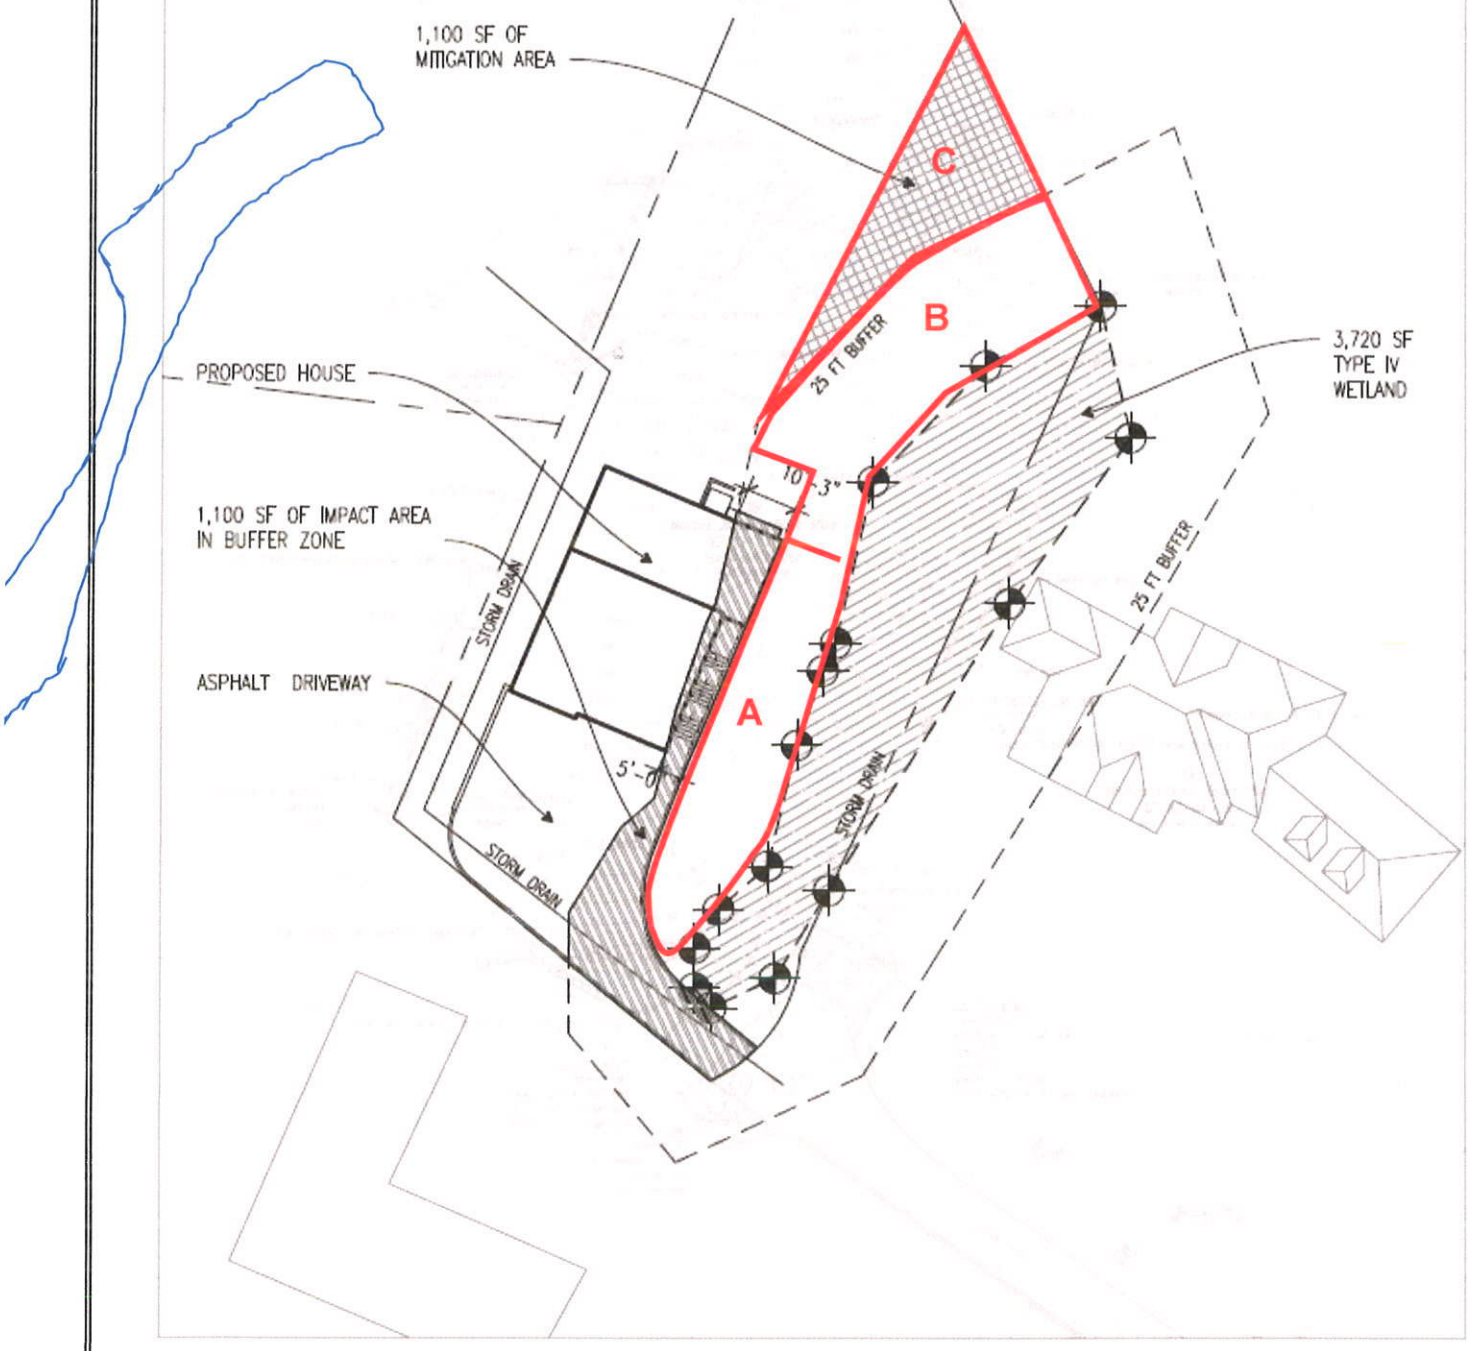 1,100 SF OF
MITIGATION AREA
C
B
25 FT BUFFER
3,720 SF
TYPE IV
WETLAND
PROPOSED HOUSE
10'-3"
1,100 SF OF IMPACT AREA
IN BUFFER ZONE
25 FT BUFFER
STORM DRAIN
ASPHALT DRIVEWAY
A
5'-0
STORM DRAIN
STORM DRAIN